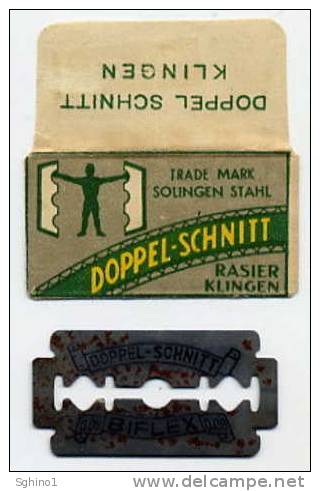 DOPPEL SCHNITT
KLINGEN
TRADE MARK
SOLINGEN STAHL
DOPPEL-SCHNITT
RASIER
KLINGEN
DOPPEL-SCHNITT
BIFLEX
Sghino1
www.delcampe.net